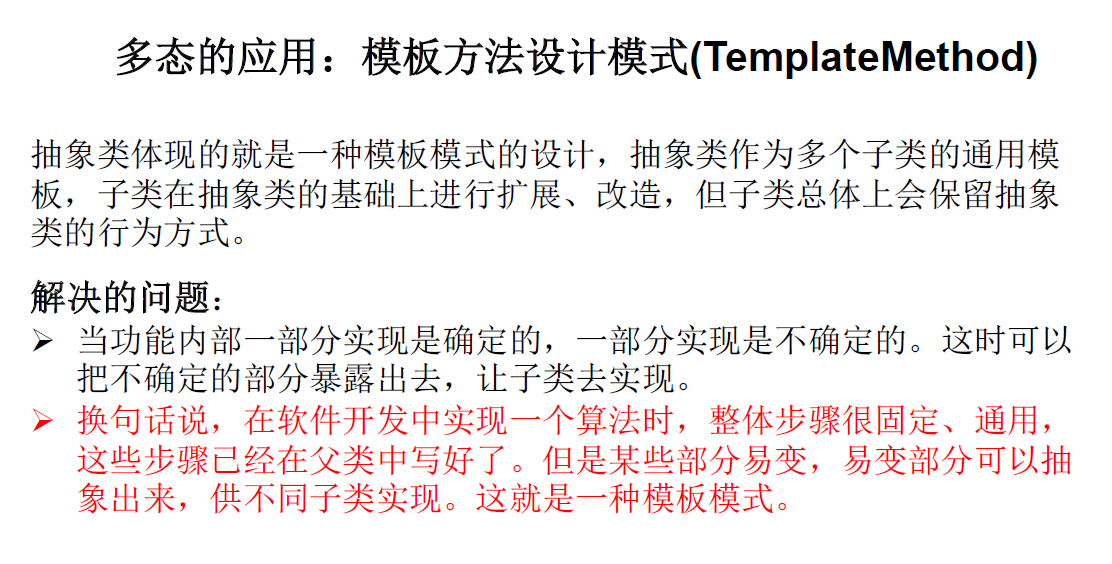 多态的应用：模板方法设计模式(TemplateMethod)
抽象类体现的就是一种模板模式的设计，抽象类作为多个子类的通用模
板，子类在抽象类的基础上进行扩展、改造，但子类总体上会保留抽象
类的行为方式。
解决的问题：
➢ 当功能内部一部分实现是确定的，一部分实现是不确定的。这时可以
把不确定的部分暴露出去，让子类去实现。
➢ 换句话说，在软件开发中实现一个算法时，整体步骤很固定、通用，
这些步骤已经在父类中写好了。但是某些部分易变，易变部分可以抽
象出来，供不同子类实现。这就是一种模板模式。